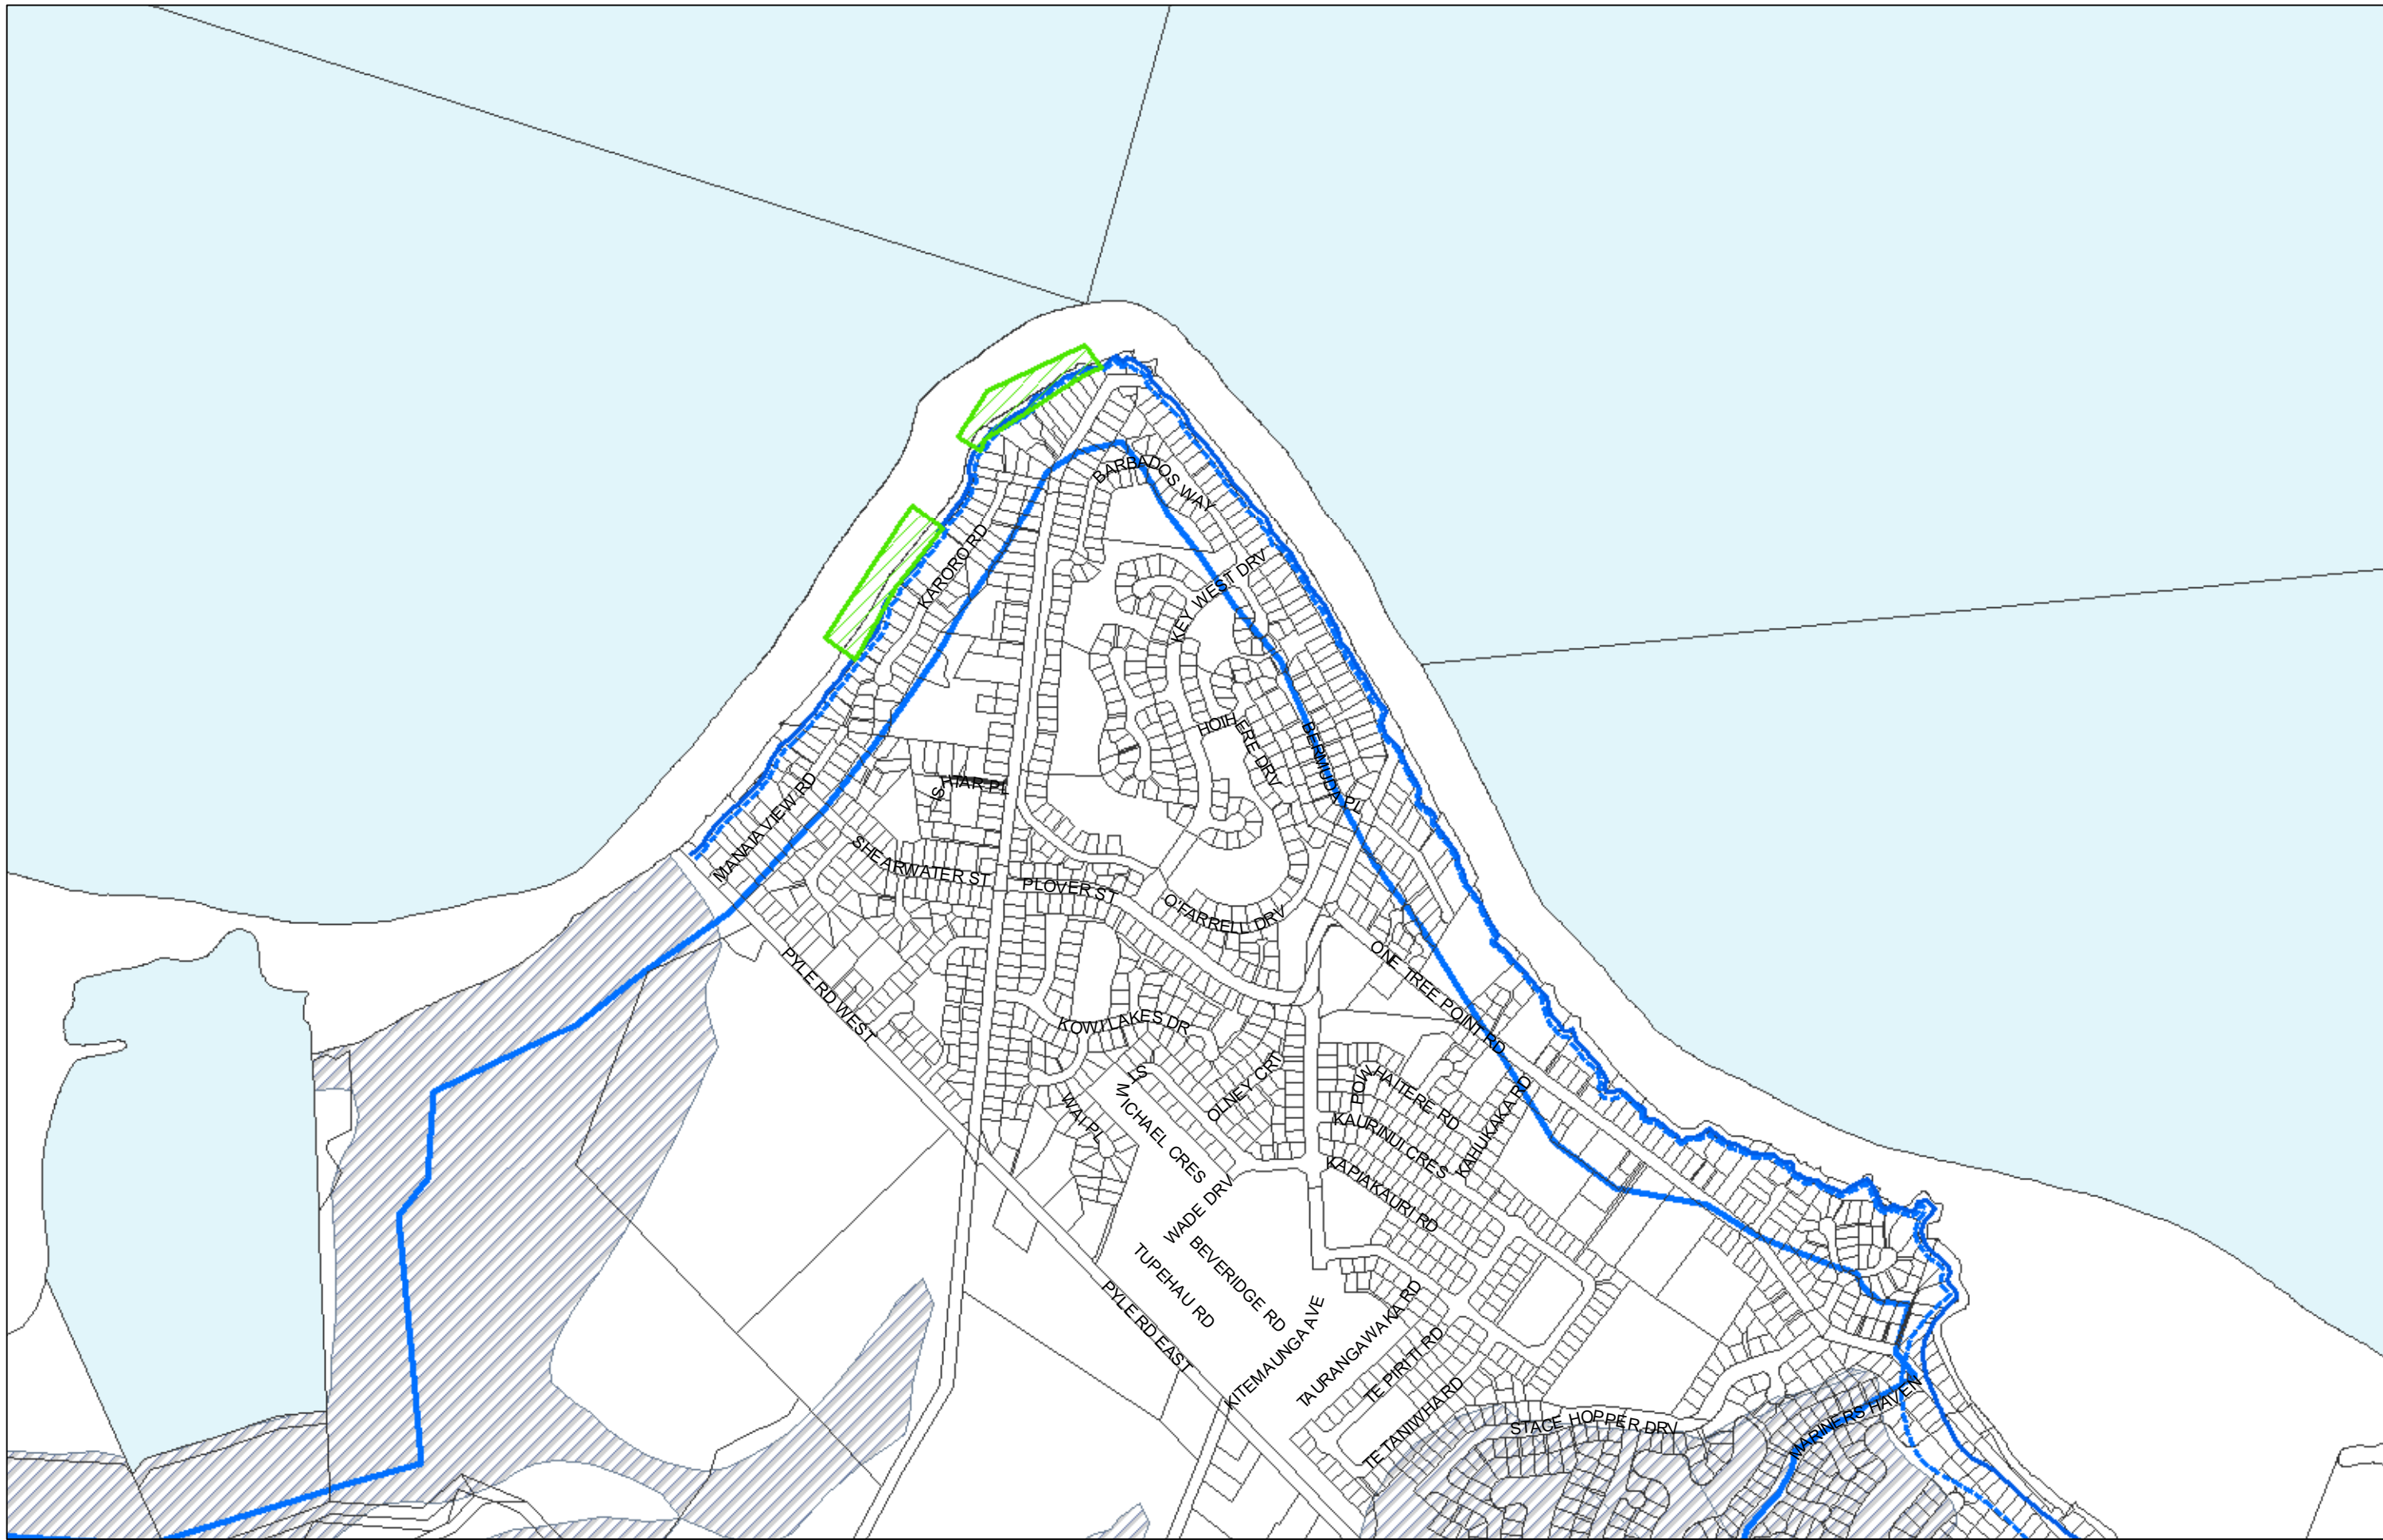 BARBADOS WAY
KARORO RD
KEY WEST DRV
HOIHERE DRV
BERMUDA PL
ISHTAR PL
MANAIA VIEW RD
SHEARWATER ST
PLOVER ST
O'FARRELL DRV
ONE TREE POINT RD
PYLE RD WEST
KOWI LAKES DR
OLNEY CRT
ST MICHAEL CRES
WAI PL
POWHAITERE RD
KAHUKAKA RD
KAURINUI CRES
KAPIAKAURI RD
WADE DRV
BEVERIDGE RD
TUPEHAU RD
PYLE RD EAST
KITEMAUNGA AVE
TAURANGAWAKA RD
TE PIRITI RD
TE TANIWHA RD
STACE HOPPER DRV
MARINERS HAVEN